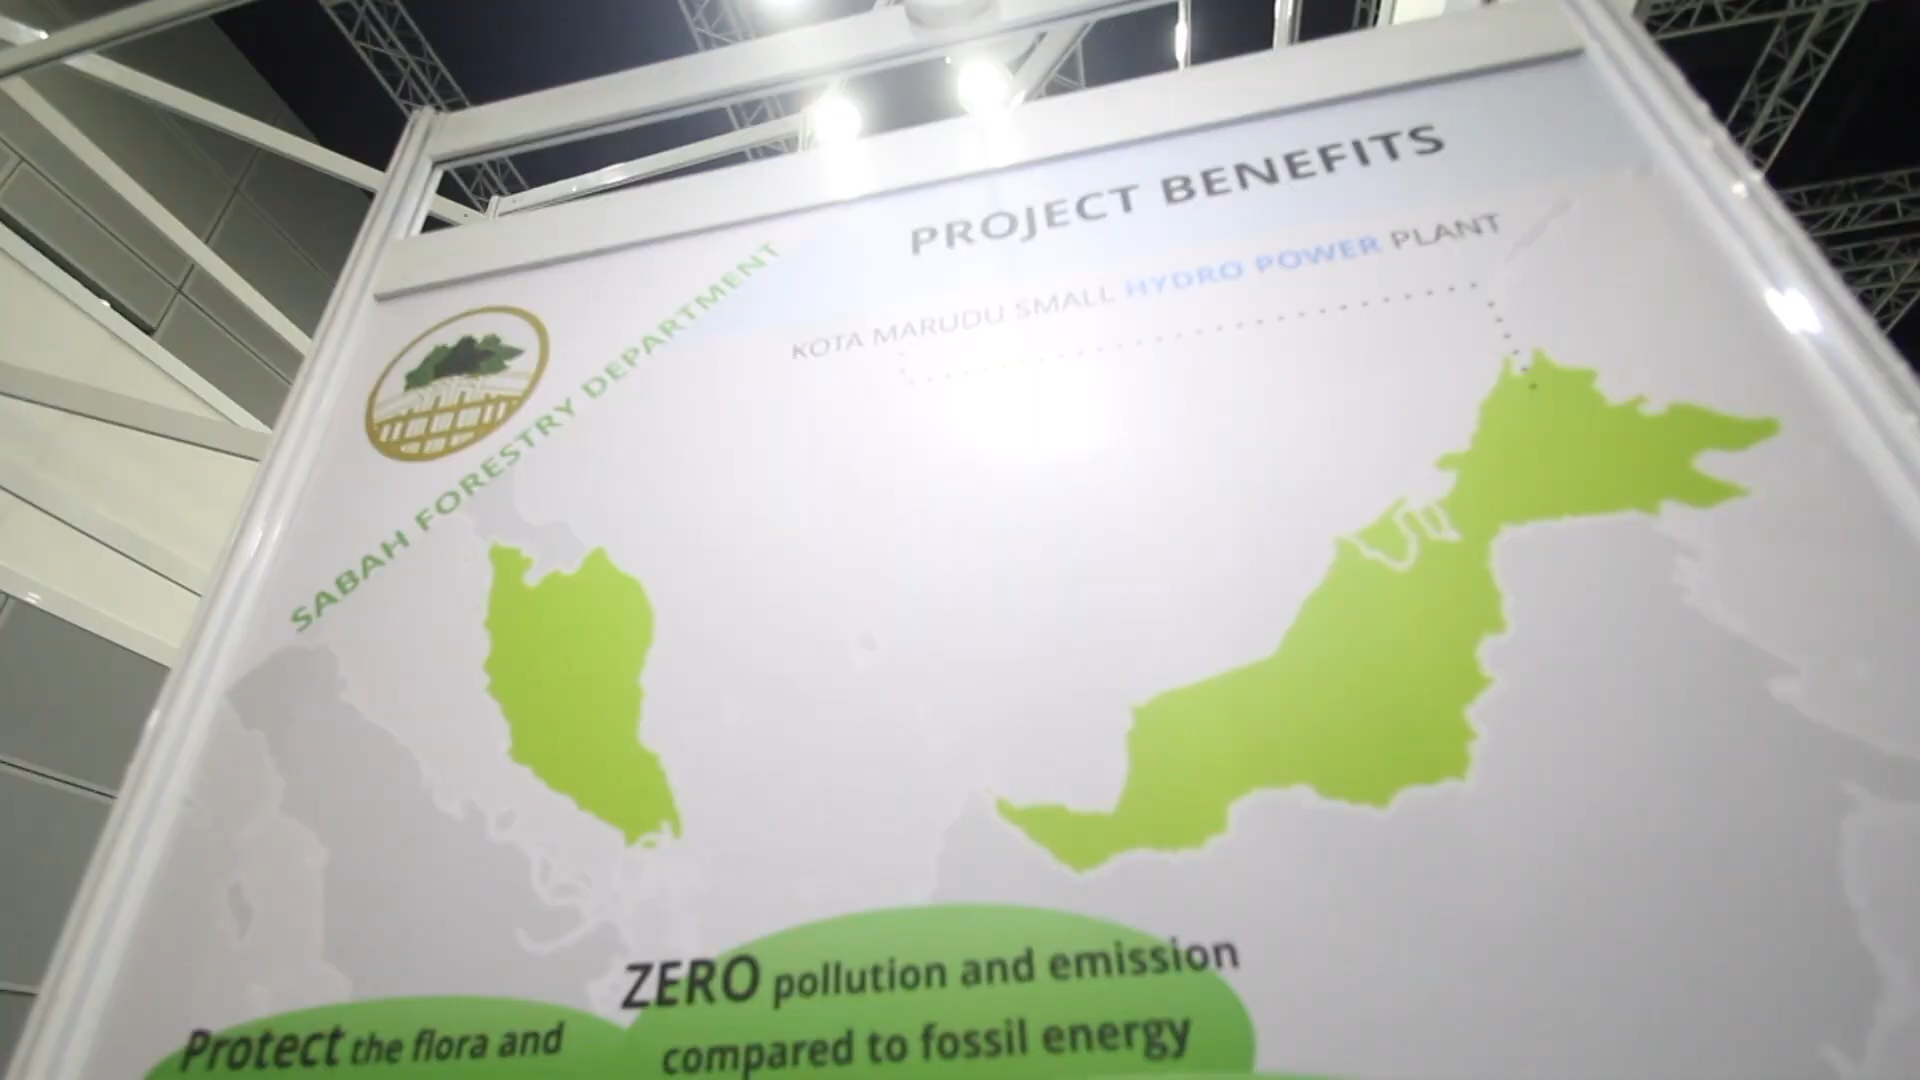 PROJECT BENEFITS
KOTA MARUDU SMALL HYDRO POWER PLANT
SABAH FORESTRY DEPARTMENT
ZERO pollution and emission
compared to fossil energy
Protect the flora and